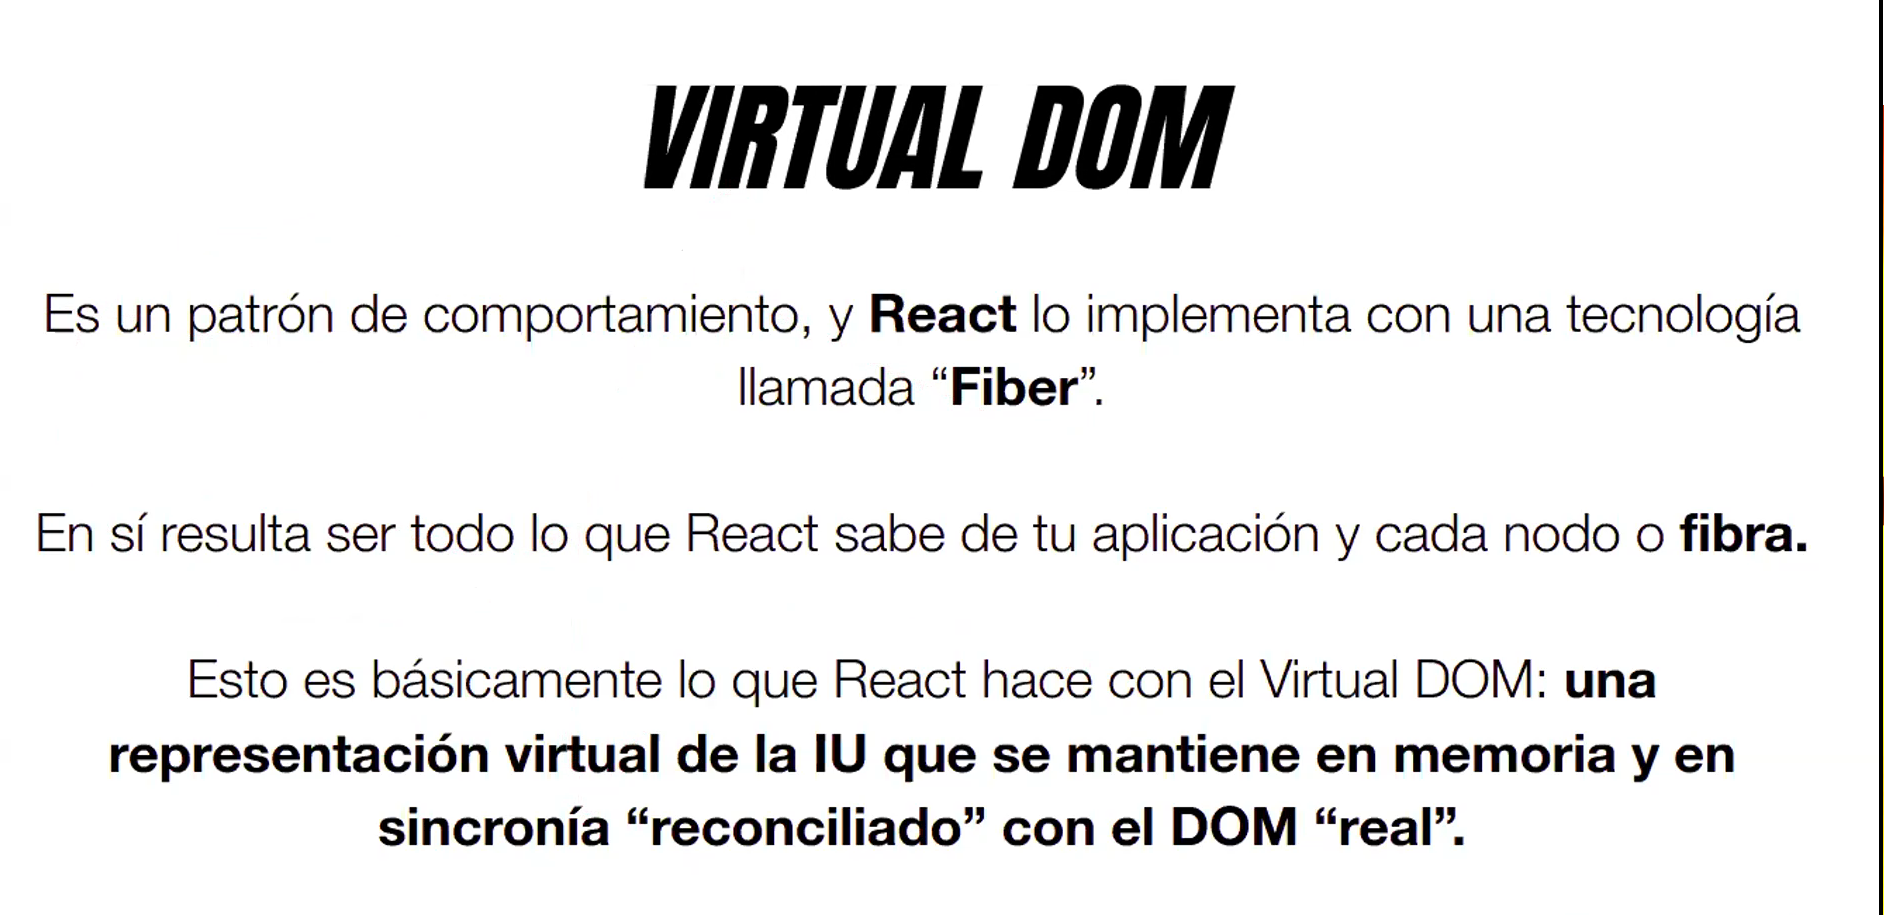 VIRTUAL DOM
Es un patrón de comportamiento, y React lo implementa con una tecnología
llamada “Fiber”.
En sí resulta ser todo lo que React sabe de tu aplicación y cada nodo o fibra.
Esto es básicamente lo que React hace con el Virtual DOM: una
representación virtual de la IU que se mantiene en memoria y en
sincronía “reconciliado” con el DOM “real”.